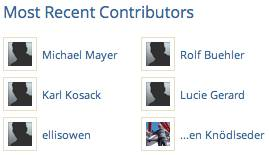 Most Recent Contributors
Michael Mayer
Rolf Buehler
Karl Kosack
Lucie Gerard
ellisowen
...en Knödlseder